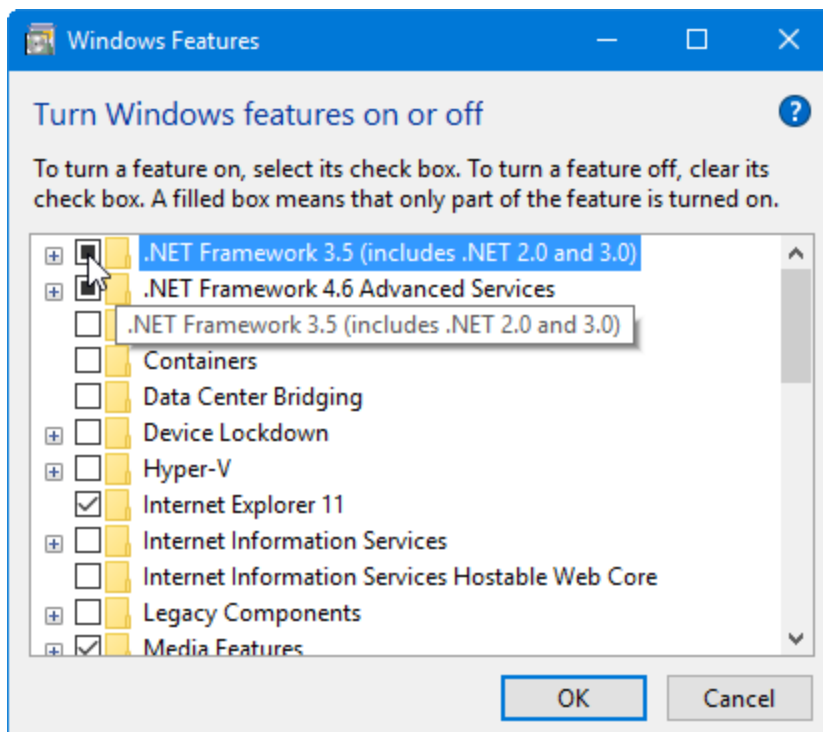 Windows Features
Turn Windows features on or off
?
To turn a feature on, select its check box. To turn a feature off, clear its
check box. A filled box means that only part of the feature is turned on.
.NET Framework 3.5 (includes .NET 2.0 and 3.0)
.NET Framework 4.6 Advanced Services
.NET Framework 3.5 (includes .NET 2.0 and 3.0)
Containers
Data Center Bridging
Device Lockdown
Hyper-V
Internet Explorer 11
Internet Information Services
Internet Information Services Hostable Web Core
Legacy Components
Media Features
OK
Cancel